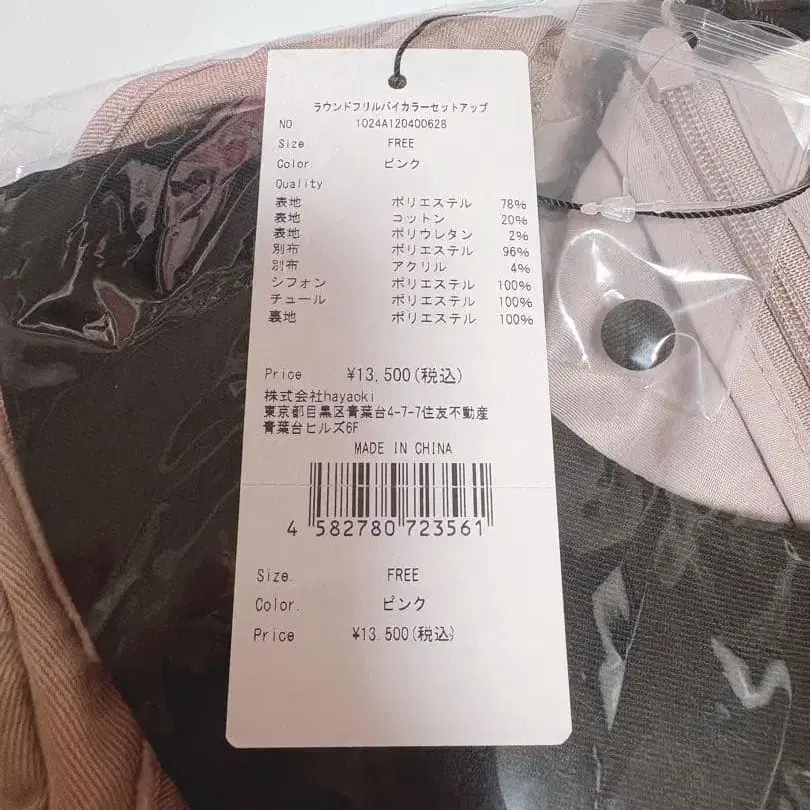 ラウンドフリルバイカラーセットアップ
NO 1024A120400628
Size FREE
Color. ピンク
Quality
表地 ポリエステル 78%
表地 コットン 20%
表地 ポリウレタン 2%
別布 ポリエステル 96%
別布 アクリル 4%
シフォン ポリエステル 100%
チュール ポリエステル 100%
裏地 ポリエステル 100%
Price ¥13,500(税込)
株式会社hayaoki
東京都目黒区青葉台4-7-7住友不動産
青葉台ヒルズ6F
MADE IN CHINA
4 582780 723561
Size. FREE
Color. ピンク
Price ¥13,500(税込)